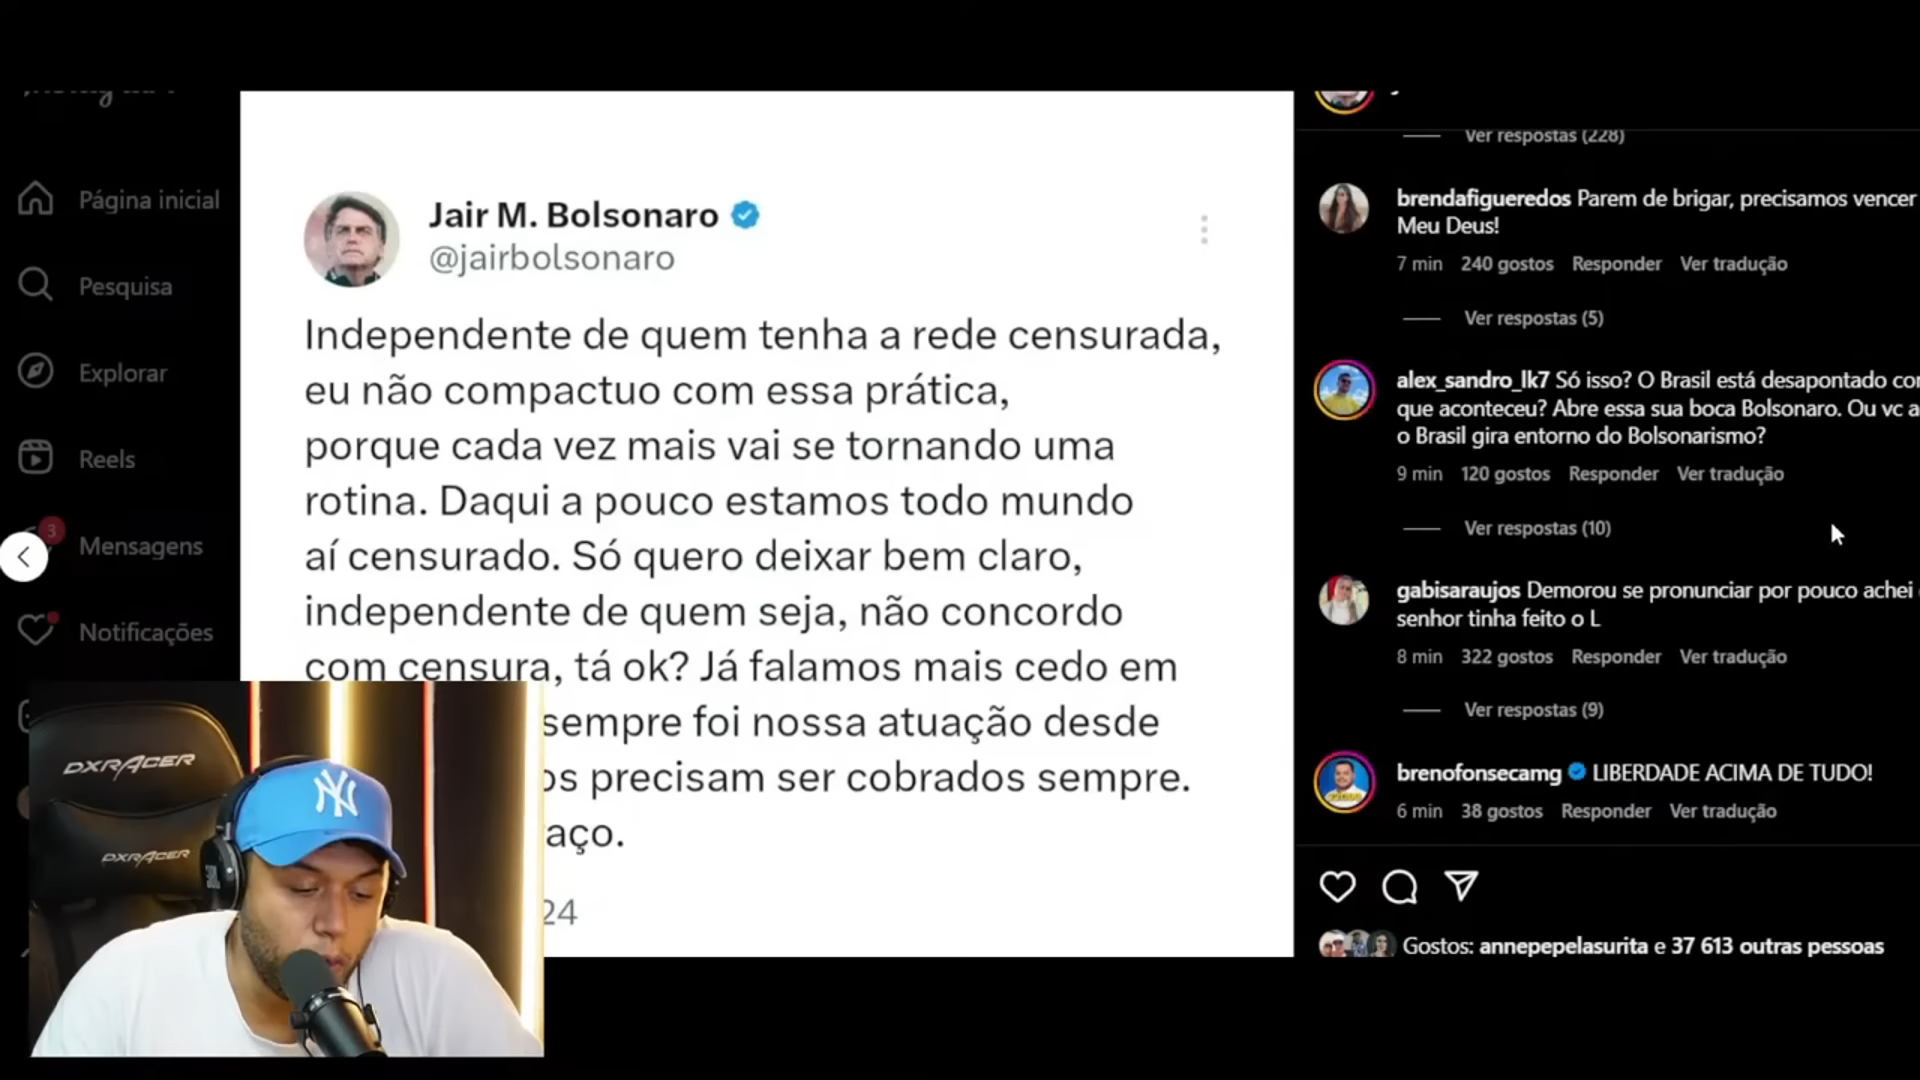 Página inicial
Pesquisa
Explorar
Reels
3
Mensagens
Notificações
Jair M. Bolsonaro
@jairbolsonaro
Independente de quem tenha a rede censurada,
eu não compactuo com essa prática,
porque cada vez mais vai se tornando uma
rotina. Daqui a pouco estamos todo mundo
aí censurado. Só quero deixar bem claro,
independente de quem seja, não concordo
com censura, tá ok? Já falamos mais cedo em
sempre foi nossa atuação desde
os precisam ser cobrados sempre.
aço.
24
DXRACER
DXRACER
NY
JBL
Ver respostas (228)
brendafigueredos Parem de brigar, precisamos vencer
Meu Deus!
7 min 240 gostos Responder Ver tradução
Ver respostas (5)
alex_sandro_lk7 Só isso? O Brasil está desapontado co
que aconteceu? Abre essa sua boca Bolsonaro. Ou vc a
o Brasil gira entorno do Bolsonarismo?
9 min 120 gostos Responder Ver tradução
Ver respostas (10)
gabisaraujos Demorou se pronunciar por pouco achei
senhor tinha feito o L
8 min 322 gostos Responder Ver tradução
Ver respostas (9)
brenofonsecamg LIBERDADE ACIMA DE TUDO!
6 min 38 gostos Responder Ver tradução
Gostos: annepepelasurita e 37 613 outras pessoas